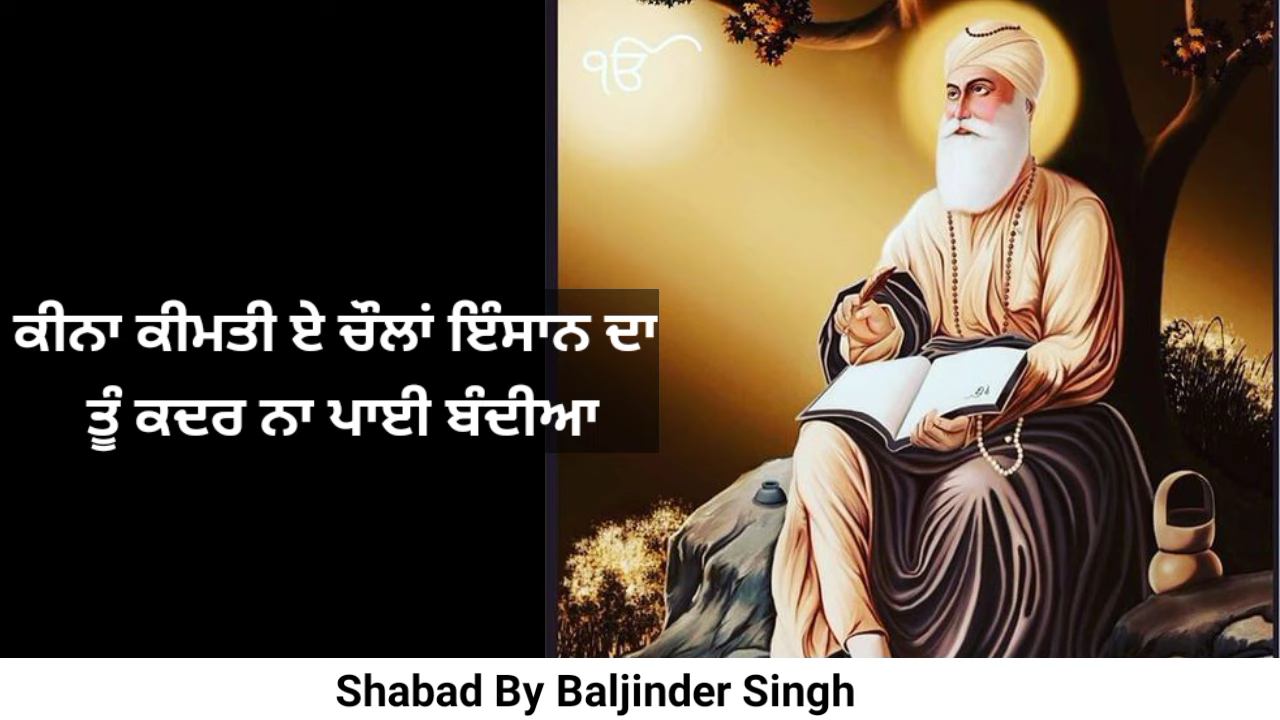 ੴ
ਕੀਨਾ ਕੀਮਤੀ ਏ ਚੌਲਾਂ ਇੰਸਾਨ ਦਾ
ਤੂੰ ਕਦਰ ਨਾ ਪਾਈ ਬੰਦੀਆ
Shabad By Baljinder Singh